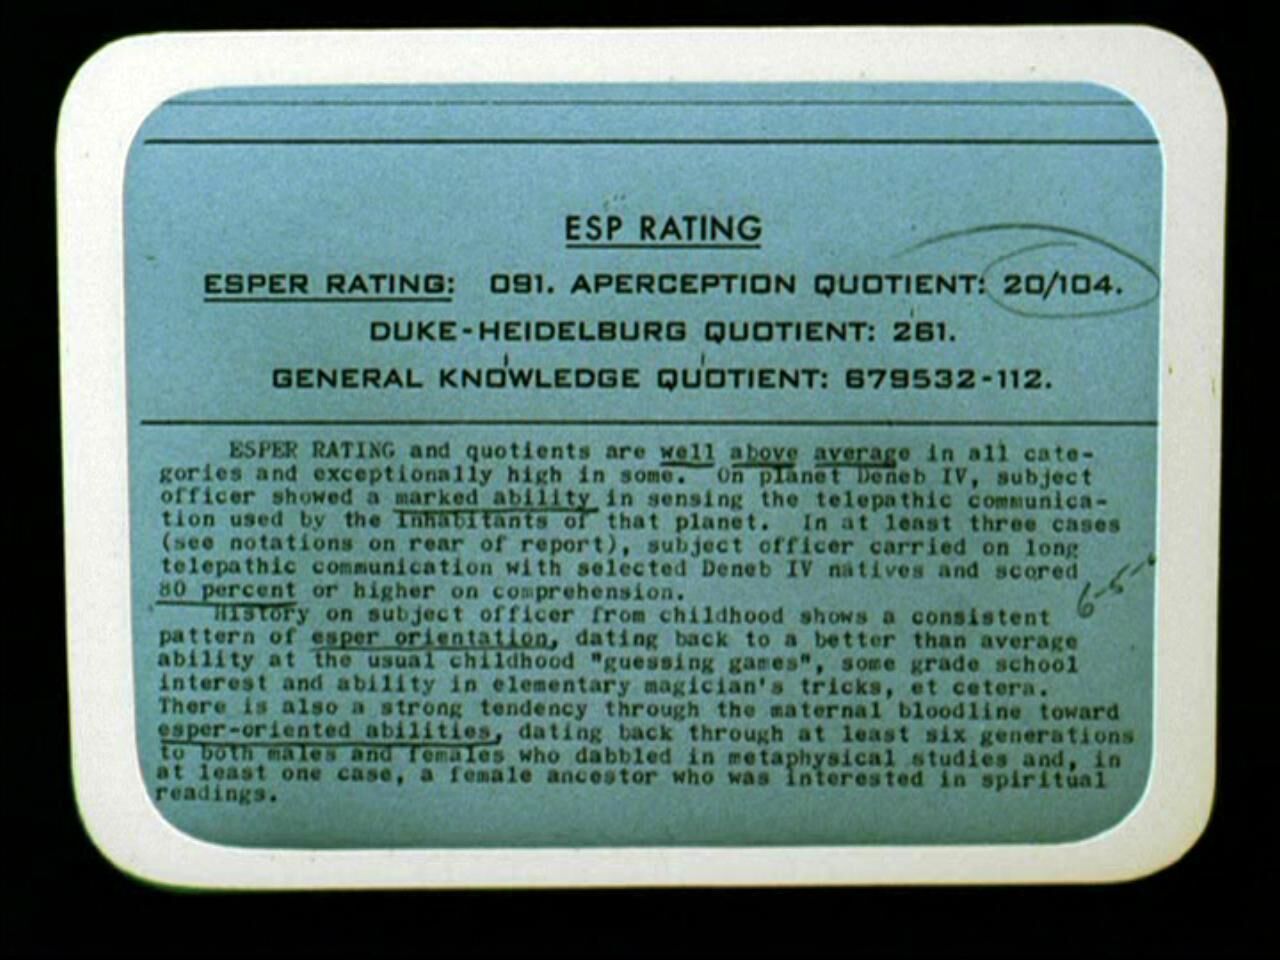 ESP RATING
ESPER RATING: 091. APERCEPTION QUOTIENT: 20/104.
DUKE-HEIDELBURG QUOTIENT: 261.
GENERAL KNOWLEDGE QUOTIENT: 679532-112.
ESPER RATING and quotients are well above average in all cate-
gories and exceptionally high in some. On planet Deneb IV, subject
officer showed a marked ability in sensing the telepathic communica-
tion used by the inhabitants of that planet. In at least three cases
(see notations on rear of report), subject officer carried on long
telepathic communication with selected Deneb IV natives and scored
80 percent or higher on comprehension.
History on subject officer from childhood shows a consistent
pattern of esper orientation, dating back to a better than average
ability at the usual childhood "guessing games", some grade school
interest and ability in elementary magician's tricks, et cetera.
There is also a strong tendency through the maternal bloodline toward
esper-oriented abilities, dating back through at least six generations
to both males and females who dabbled in metaphysical studies and, in
at least one case, a female ancestor who was interested in spiritual
readings.